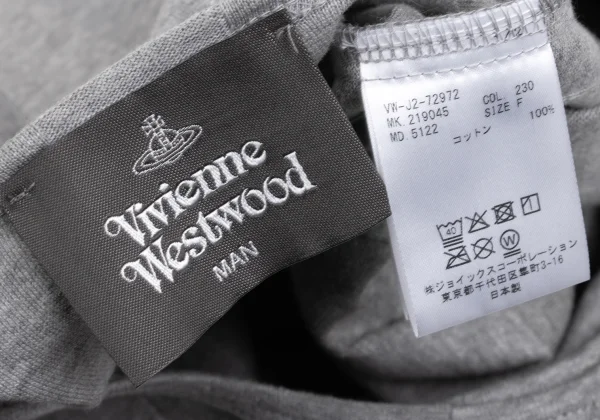 Vivienne
Westwood
MAN
VW-J2-72972 COL. 230
MK. 219045 SIZE F
MD. 5122 100%
コットン
40
W
株式ジョイックスコーポレーション
東京都千代田区麹町3-16
日本製